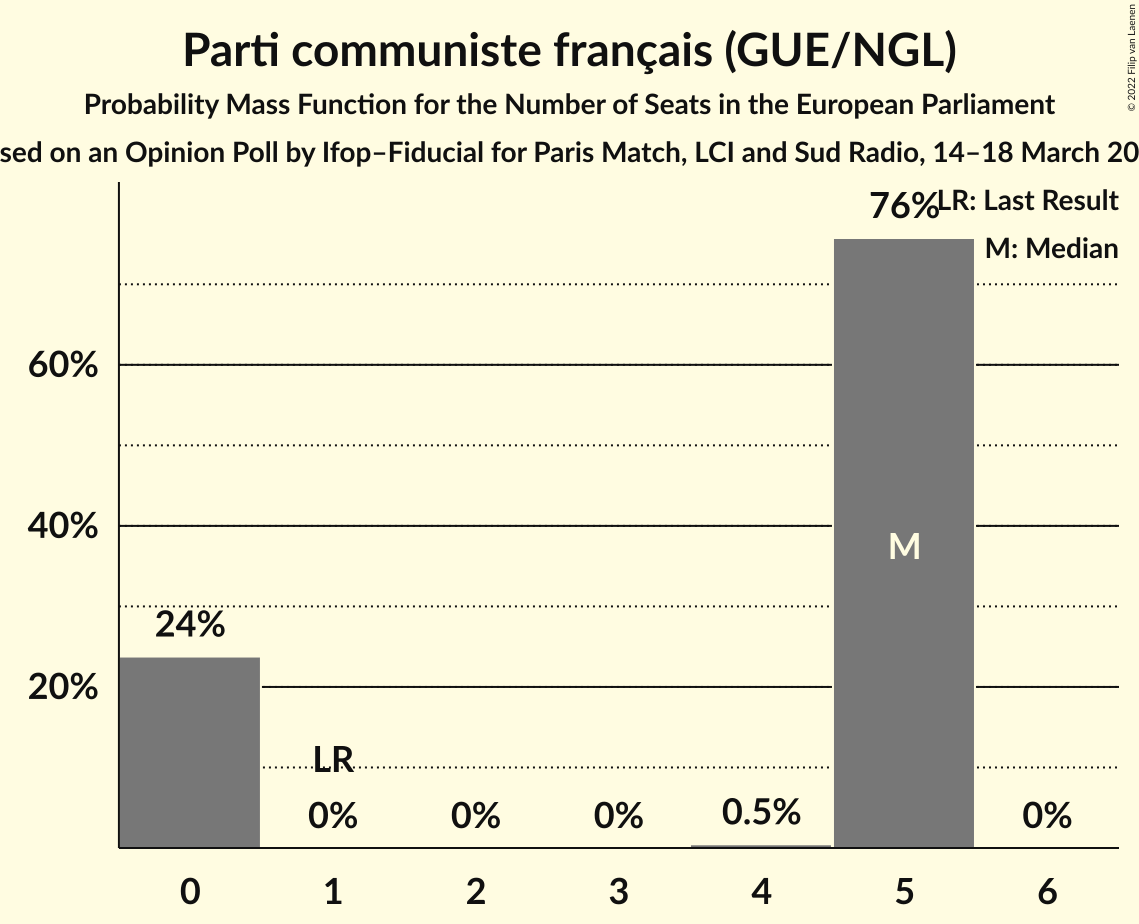 Parti communiste français (GUE/NGL)
Probability Mass Function for the Number of Seats in the European Parliament
on an Opinion Poll by Ifop–Fiducial for Paris Match, LCI and Sud Radio, 14–18 March
© 2022 Filip van Laenen
76%
LR: Last Result
M: Median
60%
40%
M
24%
20%
LR
0%
0%
0%
0.5%
0%
0
1
2
3
4
5
6